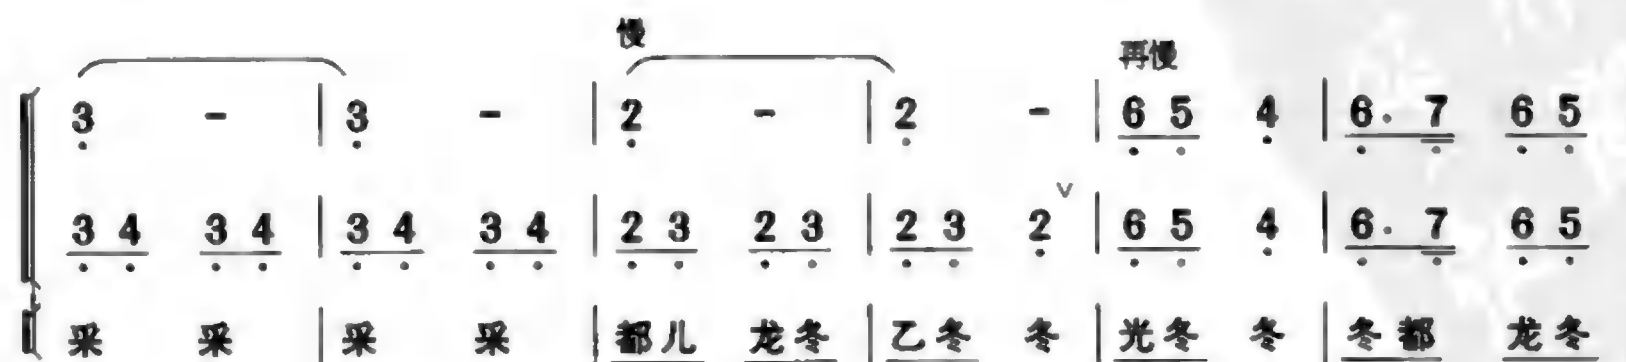 慢
再慢
3 - | 3 - | 2 - | 2 - | 6 5 4 | 6. 7 6 5
3 4 3 4 | 3 4 3 4 | 2 3 2 3 | 2 3 2 ∨ | 6 5 4 | 6. 7 6 5
采 采 | 采 采 | 都儿 龙冬 | 乙冬 冬 | 光冬 冬 | 冬都 龙冬